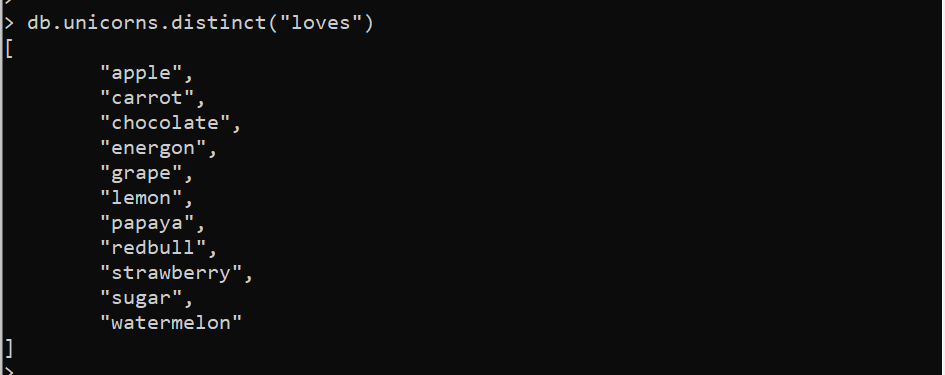 > db.unicorns.distinct("loves")
[
        "apple",
        "carrot",
        "chocolate",
        "energon",
        "grape",
        "lemon",
        "papaya",
        "redbull",
        "strawberry",
        "sugar",
        "watermelon"
]
>